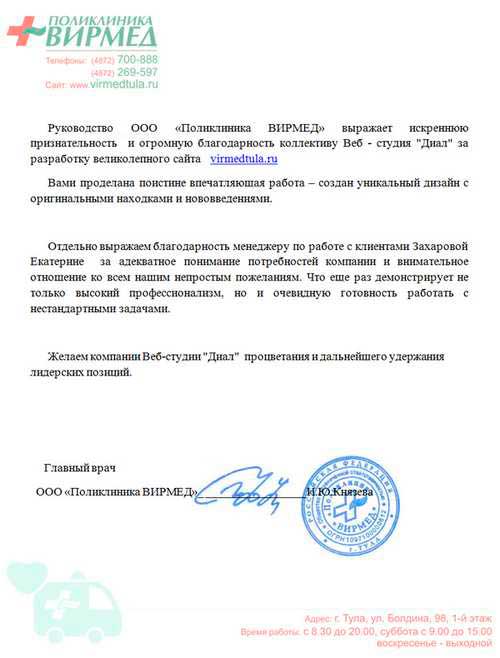 ПОЛИКЛИНИКА
ВИРМЕД
Телефоны: (4872) 700-888
(4872) 269-597
Сайт: www.virmedtula.ru
Руководство ООО «Поликлиника ВИРМЕД» выражает искреннюю
признательность и огромную благодарность коллективу Веб - студия "Диал" за
разработку великолепного сайта virmedtula.ru
Вами проделана поистине впечатляющая работа – создан уникальный дизайн с
оригинальными находками и нововведениями.
Отдельно выражаем благодарность менеджеру по работе с клиентами Захаровой
Екатерине за адекватное понимание потребностей компании и внимательное
отношение ко всем нашим непростым пожеланиям. Что еще раз демонстрирует не
только высокий профессионализм, но и очевидную готовность работать с
нестандартными задачами.
Желаем компании Веб-студии "Диал" процветания и дальнейшего удержания
лидерских позиций.
Главный врач
ООО «Поликлиника ВИРМЕД» И.Ю.Князева
РОССИЙСКАЯ ФЕДЕРАЦИЯ
Поликлиника
ВИРМЕД
г. ТУЛА
Адрес: г. Тула, ул. Болдина, 98, 1-й этаж
Время работы: с 8.30 до 20.00, суббота с 9.00 до 15.00
воскресенье - выходной